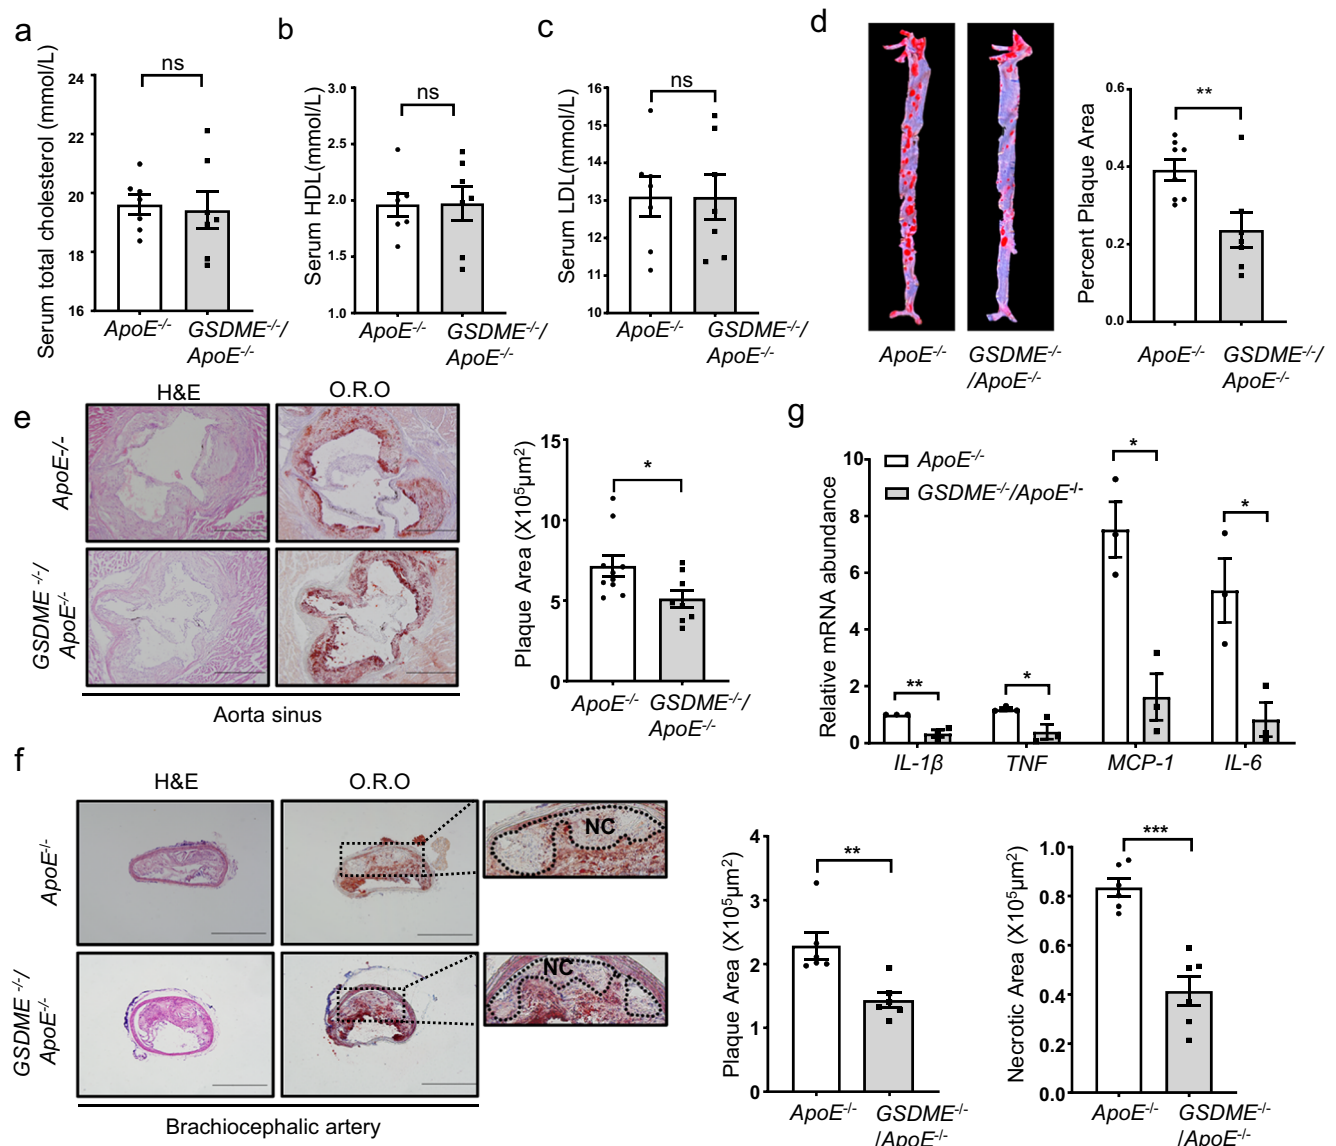 a
Serum total cholesterol (mmol/L)
24
22
20
18
16
ns
ApoE-/-
GSDME-/-/
ApoE-/-
b
Serum HDL(mmol/L)
3.0
2.5
2.0
1.5
1.0
ns
ApoE-/-
GSDME-/-/
ApoE-/-
c
Serum LDL(mmol/L)
16
15
14
13
12
11
10
ns
ApoE-/-
GSDME-/-/
ApoE-/-
d
ApoE-/-
GSDME-/-
/ApoE-/-
Percent Plaque Area
0.6
0.4
0.2
0.0
**
ApoE-/-
GSDME-/-/
ApoE-/-
e
H&E
O.R.O
ApoE-/-
GSDME -/-/
ApoE-/-
Aorta sinus
Plaque Area (X10⁵µm²)
15
10
5
0
*
ApoE-/-
GSDME-/-/
ApoE-/-
g
Relative mRNA abundance
10
8
6
4
2
0
ApoE-/-
GSDME-/-/ApoE-/-
**
*
*
*
IL-1β
TNF
MCP-1
IL-6
f
H&E
O.R.O
ApoE-/-
GSDME -/-/
ApoE-/-
NC
NC
Brachiocephalic artery
Plaque Area (X10⁵µm²)
4
3
2
1
0
**
ApoE-/-
GSDME-/-
/ApoE-/-
Necrotic Area (X10⁵µm²)
1.0
0.8
0.6
0.4
0.2
0.0
***
ApoE-/-
GSDME-/-
/ApoE-/-